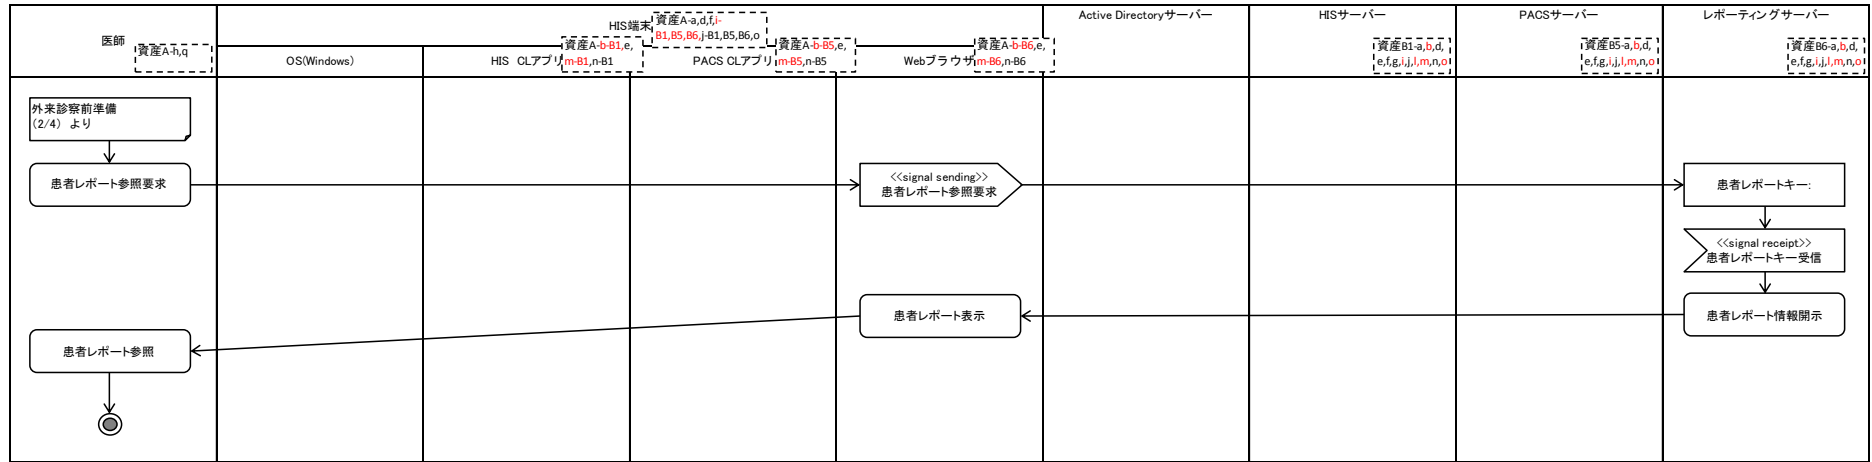 医師
資産A-h,q
HIS端末
資産A-a,d,f,i-
B1,B5,B6,j-B1,B5,B6,o
OS(Windows)
HIS CLアプリ
資産A-b-B1,e,
m-B1,n-B1
PACS CLアプリ
資産A-b-B5,e,
m-B5,n-B5
Webブラウザ
資産A-b-B6,e,
m-B6,n-B6
Active Directoryサーバー
HISサーバー
資産B1-a,b,d,
e,f,g,i,j,l,m,n,o
PACSサーバー
資産B5-a,b,d,
e,f,g,i,j,l,m,n,o
レポーティングサーバー
資産B6-a,b,d,
e,f,g,i,j,l,m,n,o
外来診察前準備
(2/4) より
患者レポート参照要求
<<signal sending>>
患者レポート参照要求
患者レポートキー:
<<signal receipt>>
患者レポートキー受信
患者レポート情報開示
患者レポート表示
患者レポート参照